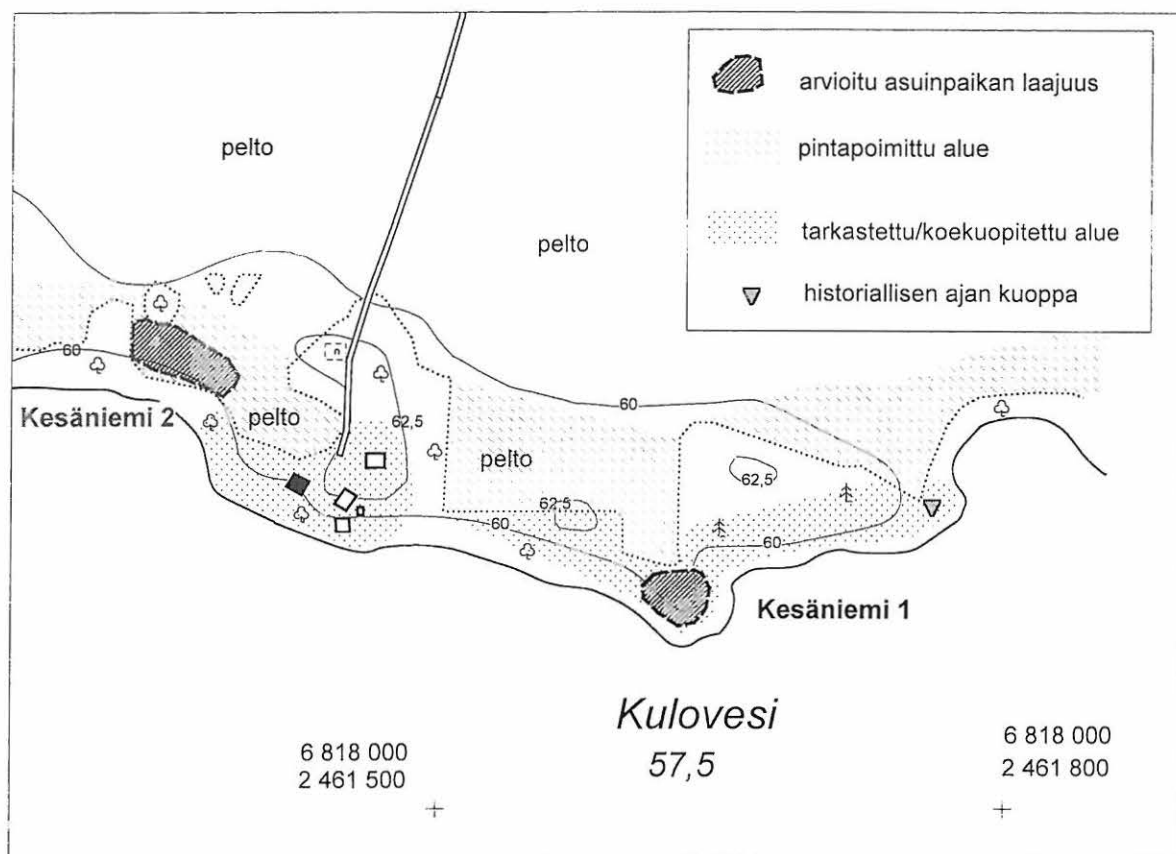 arvioitu asuinpaikan laajuus
pintapoimittu alue
tarkastettu/koekuopitettu alue
historiallisen ajan kuoppa
pelto
pelto
60
Kesäniemi 2
pelto
62,5
60
pelto
62,5
62,5
60
60
Kesäniemi 1
Kulovesi
57,5
6 818 000
2 461 500
6 818 000
2 461 800